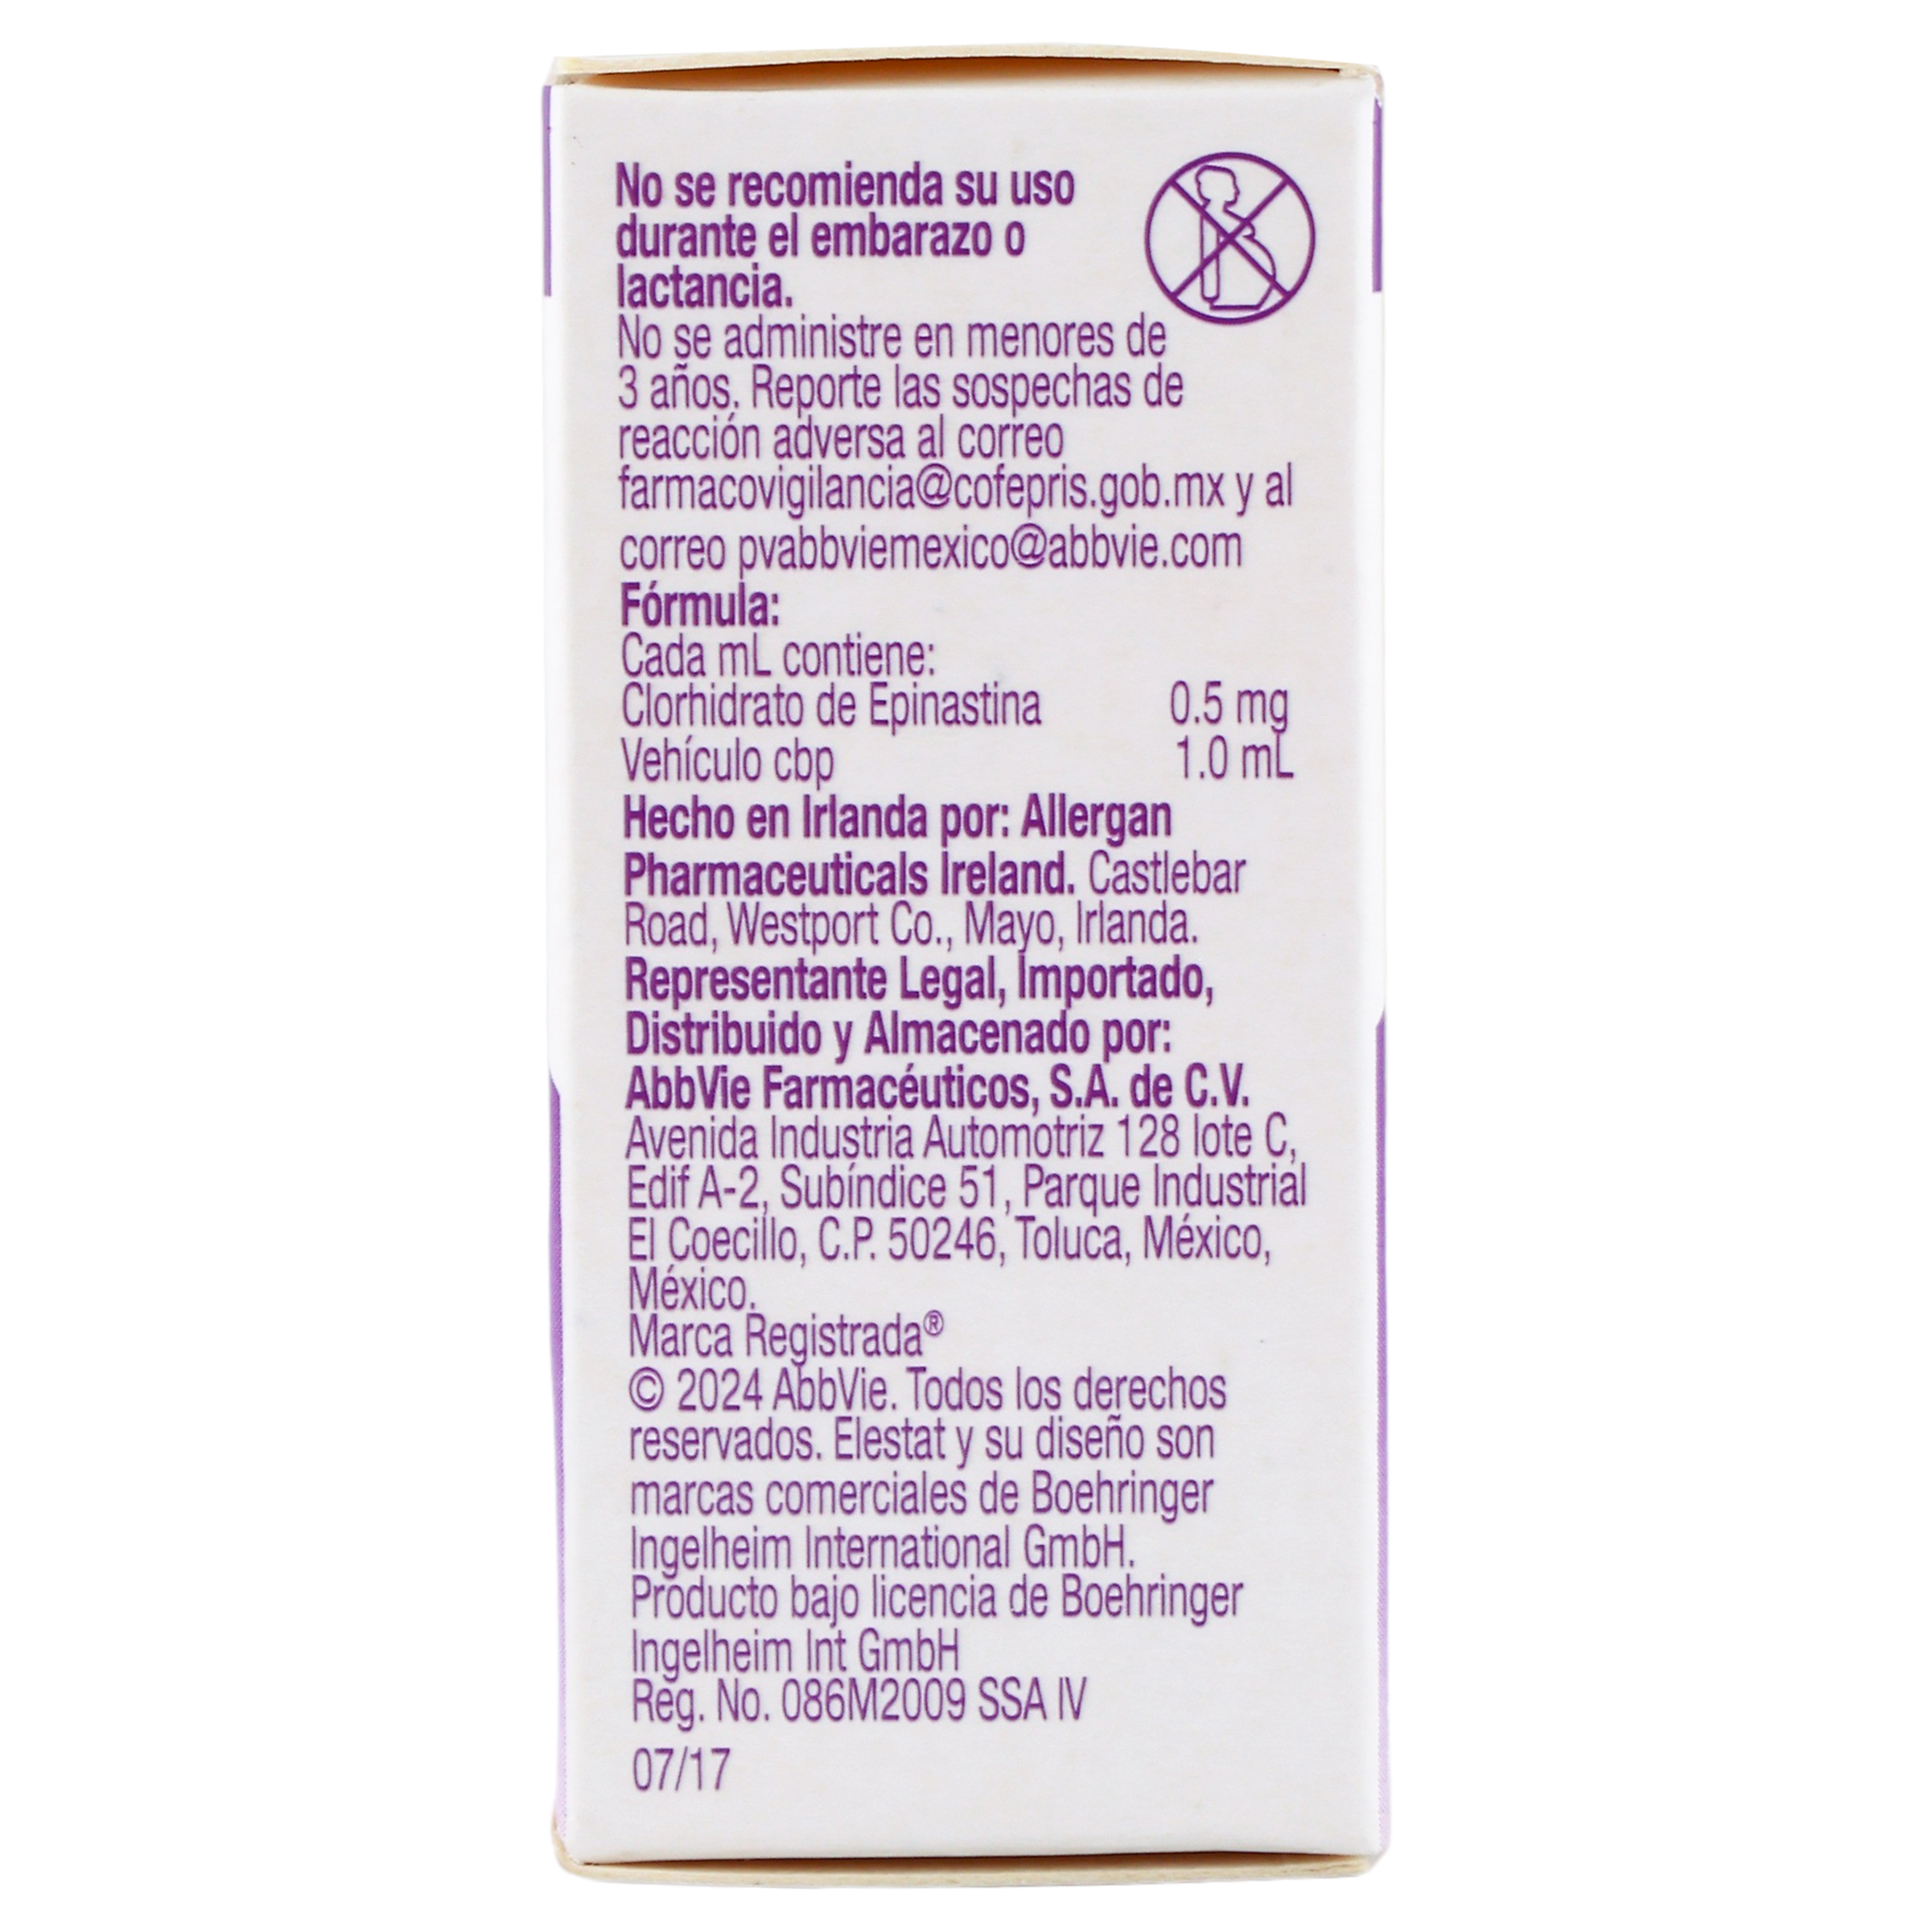 No se recomienda su uso
durante el embarazo o
lactancia.
No se administre en menores de
3 años. Reporte las sospechas de
reacción adversa al correo
farmacovigilancia@cofepris.gob.mx y al
correo pvabbviemexico@abbvie.com
Fórmula:
Cada mL contiene:
Clorhidrato de Epinastina 0.5 mg
Vehículo cbp 1.0 mL
Hecho en Irlanda por: Allergan
Pharmaceuticals Ireland. Castlebar
Road, Westport Co., Mayo, Irlanda.
Representante Legal, Importado,
Distribuido y Almacenado por:
AbbVie Farmacéuticos, S.A. de C.V.
Avenida Industria Automotriz 128 lote C,
Edif A-2, Subíndice 51, Parque Industrial
El Coecillo, C.P. 50246, Toluca, México,
México.
Marca Registrada®
© 2024 AbbVie. Todos los derechos
reservados. Elestat y su diseño son
marcas comerciales de Boehringer
Ingelheim International GmbH.
Producto bajo licencia de Boehringer
Ingelheim Int GmbH
Reg. No. 086M2009 SSA IV
07/17